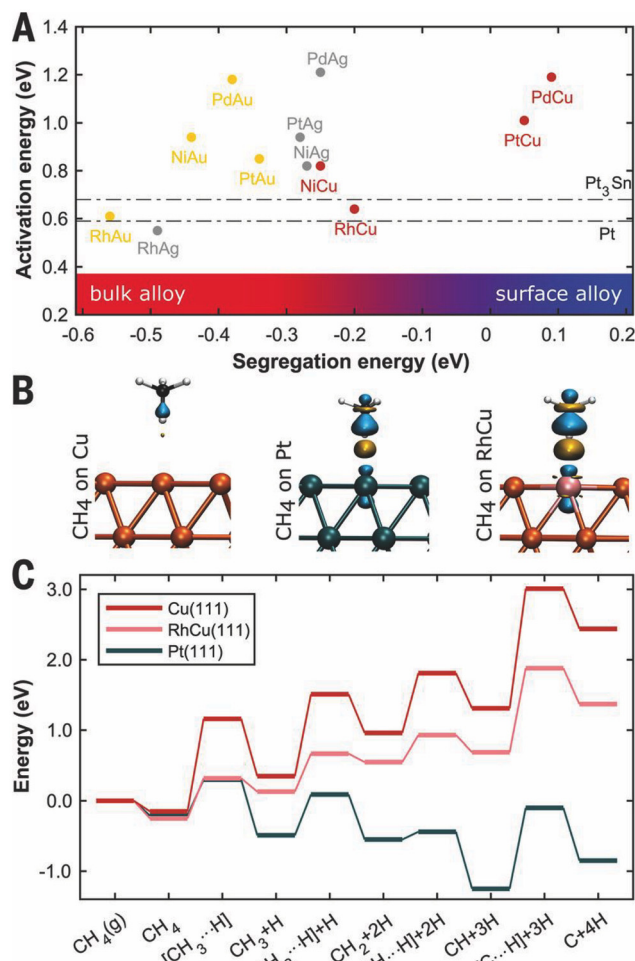 A
Activation energy (eV)
1.4
1.2
1.0
0.8
0.6
0.4
0.2
PdAg
PdAu
PdCu
PtAg
PtCu
NiAu
NiAg
PtAu
NiCu
Pt3Sn
RhAu
RhCu
Pt
RhAg
bulk alloy
surface alloy
-0.6 -0.5 -0.4 -0.3 -0.2 -0.1 0 0.1 0.2
Segregation energy (eV)
B
CH4 on Cu
CH4 on Pt
CH4 on RhCu
C
Energy (eV)
3.0
2.0
1.0
0.0
-1.0
Cu(111)
RhCu(111)
Pt(111)
CH4(g)
CH4
[CH3···H]
CH3+H
···H]+H
CH2+2H
···H]+2H
CH+3H
[C···H]+3H
C+4H